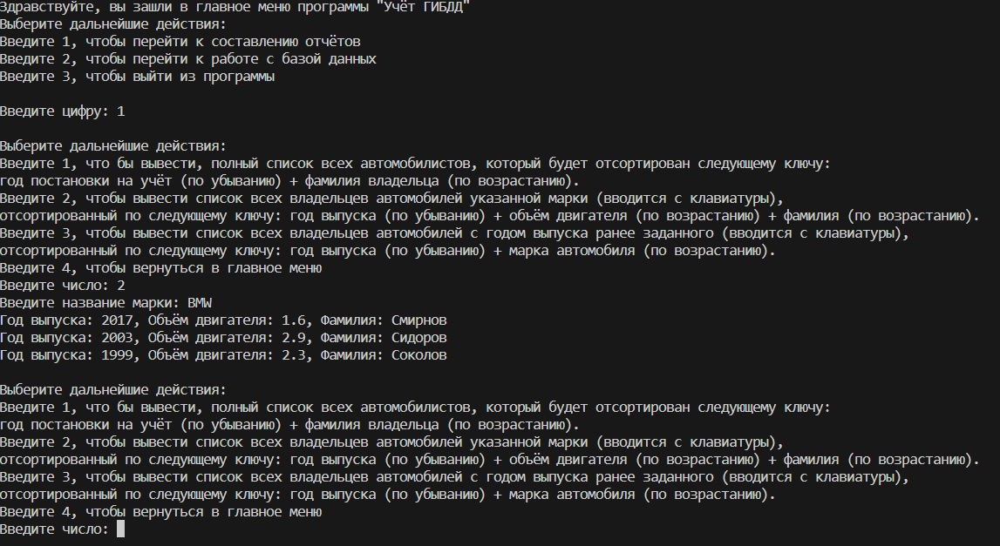 Здравствуйте, вы зашли в главное меню программы "Учёт ГИБДД"
Выберите дальнейшие действия:
Введите 1, чтобы перейти к составлению отчётов
Введите 2, чтобы перейти к работе с базой данных
Введите 3, чтобы выйти из программы
Введите цифру: 1
Выберите дальнейшие действия:
Введите 1, что бы вывести, полный список всех автомобилистов, который будет отсортирован следующему ключу:
год постановки на учёт (по убыванию) + фамилия владельца (по возрастанию).
Введите 2, чтобы вывести список всех владельцев автомобилей указанной марки (вводится с клавиатуры),
отсортированный по следующему ключу: год выпуска (по убыванию) + объём двигателя (по возрастанию) + фамилия (по возрастанию).
Введите 3, чтобы вывести список всех владельцев автомобилей с годом выпуска ранее заданного (вводится с клавиатуры),
отсортированный по следующему ключу: год выпуска (по убыванию) + марка автомобиля (по возрастанию).
Введите 4, чтобы вернуться в главное меню
Введите число: 2
Введите название марки: BMW
Год выпуска: 2017, Объём двигателя: 1.6, Фамилия: Смирнов
Год выпуска: 2003, Объём двигателя: 2.9, Фамилия: Сидоров
Год выпуска: 1999, Объём двигателя: 2.3, Фамилия: Соколов
Выберите дальнейшие действия:
Введите 1, что бы вывести, полный список всех автомобилистов, который будет отсортирован следующему ключу:
год постановки на учёт (по убыванию) + фамилия владельца (по возрастанию).
Введите 2, чтобы вывести список всех владельцев автомобилей указанной марки (вводится с клавиатуры),
отсортированный по следующему ключу: год выпуска (по убыванию) + объём двигателя (по возрастанию) + фамилия (по возрастанию).
Введите 3, чтобы вывести список всех владельцев автомобилей с годом выпуска ранее заданного (вводится с клавиатуры),
отсортированный по следующему ключу: год выпуска (по убыванию) + марка автомобиля (по возрастанию).
Введите 4, чтобы вернуться в главное меню
Введите число: